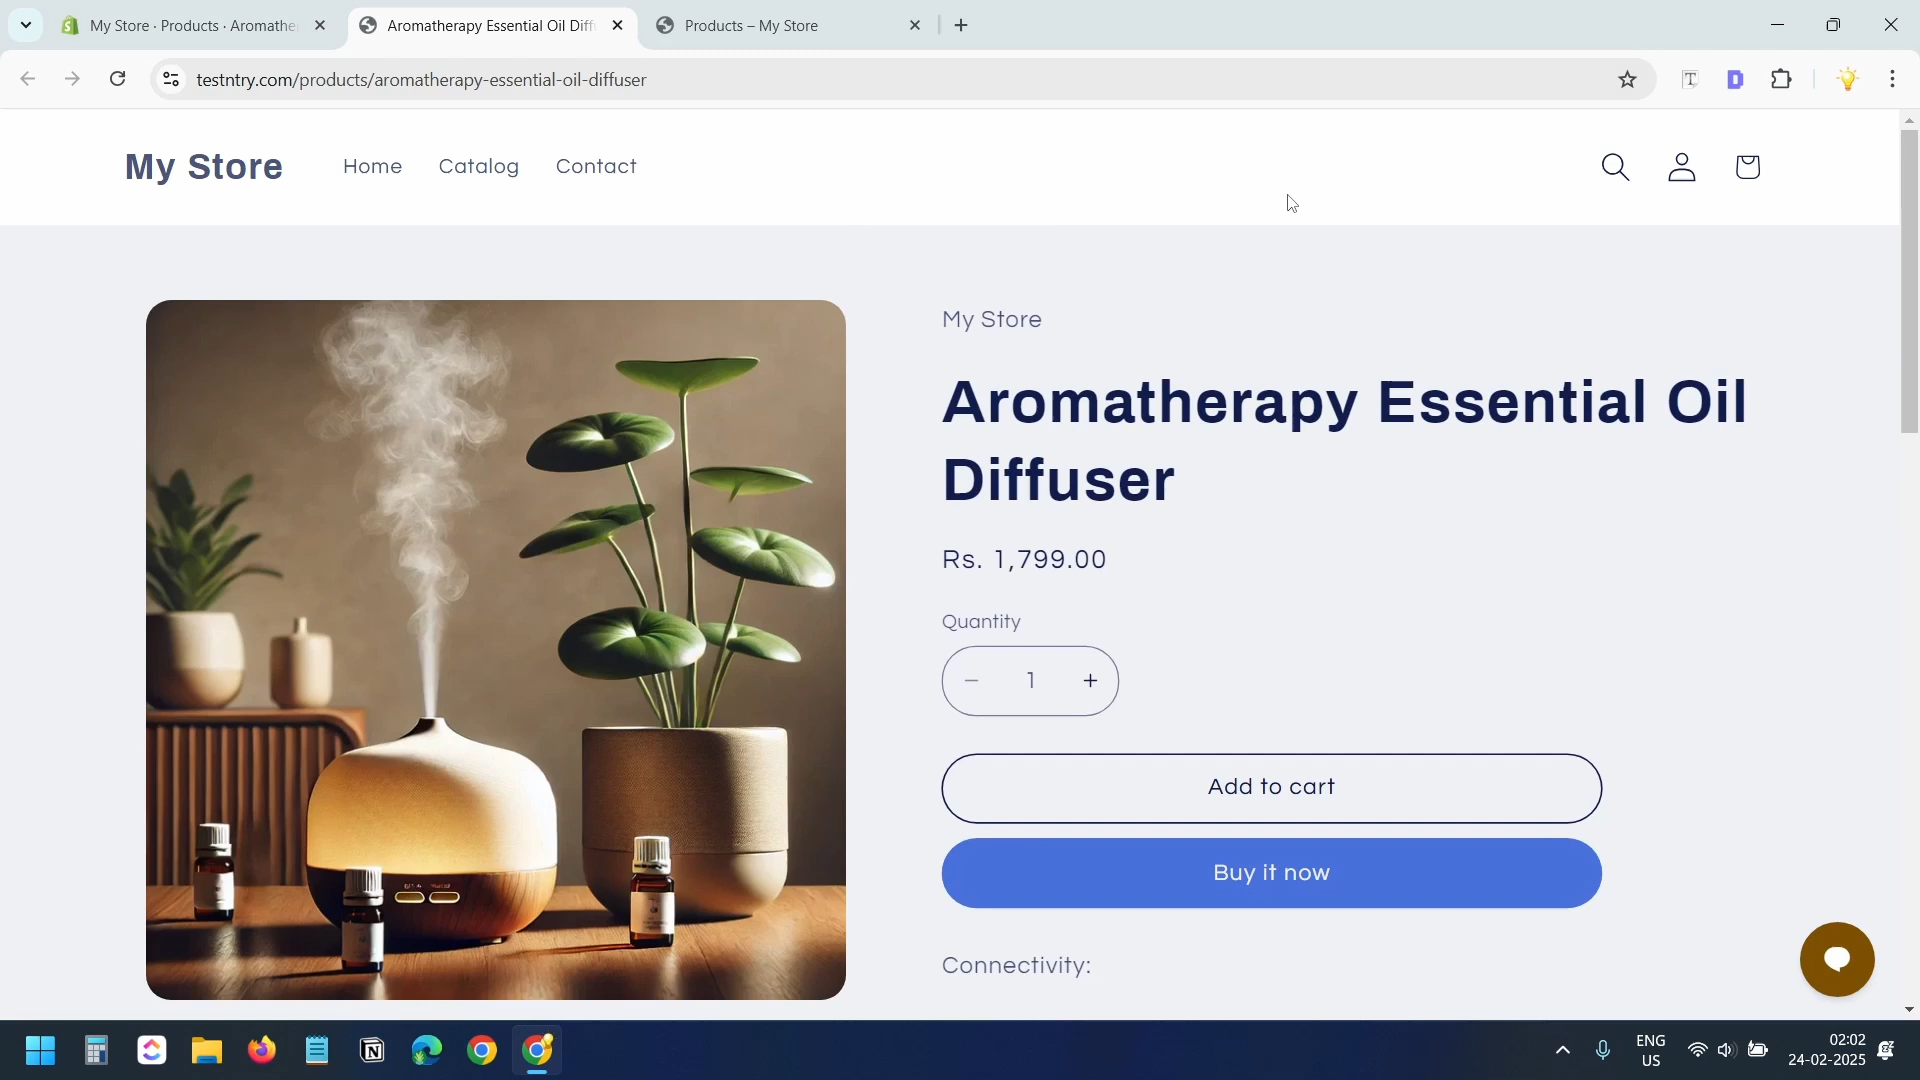 My Store · Products · Aromathe
Aromatherapy Essential Oil Diff
Products – My Store
testntry.com/products/aromatherapy-essential-oil-diffuser
My Store
Home
Catalog
Contact
My Store
Aromatherapy Essential Oil
Diffuser
Rs. 1,799.00
Quantity
1
Add to cart
Buy it now
Connectivity:
ENG
US
02:02
24-02-2025